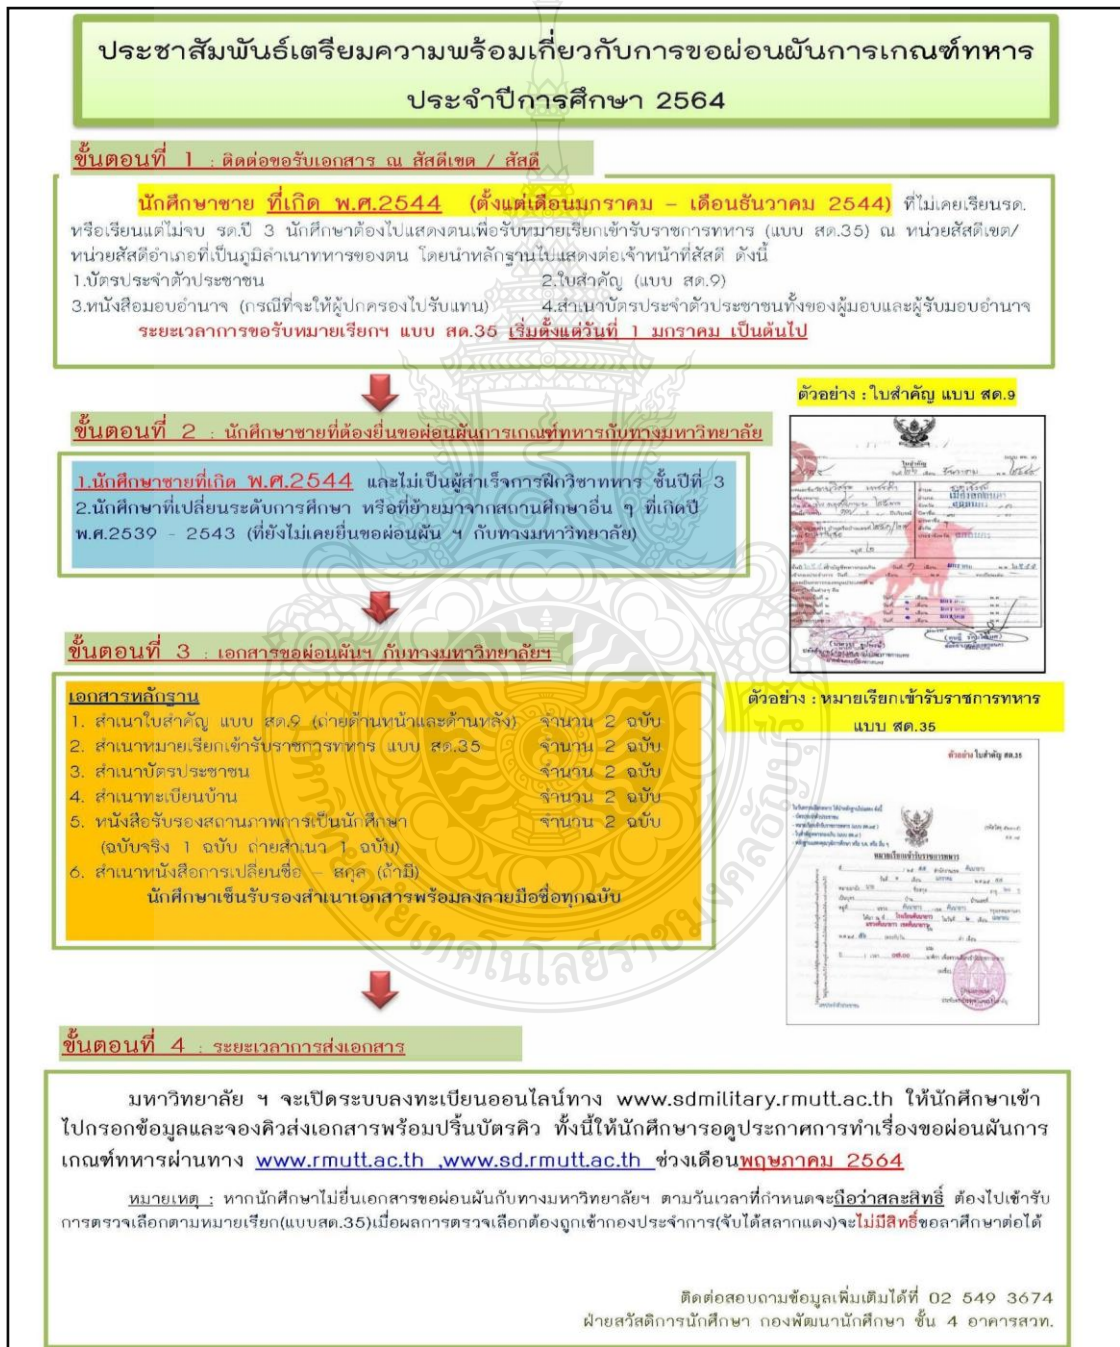 ประชาสัมพันธ์เตรียมความพร้อมเกี่ยวกับการขอผ่อนผันการเกณฑ์ทหาร
ประจำปีการศึกษา 2564
ขั้นตอนที่ 1 : ติดต่อขอรับเอกสาร ณ สัสดีเขต / สัสดี
นักศึกษาชาย ที่เกิด พ.ศ.2544 (ตั้งแต่เดือนมกราคม – เดือนธันวาคม 2544) ที่ไม่เคยเรียนรด.
หรือเรียนแต่ไม่จบ รด.ปี 3 นักศึกษาต้องไปแสดงตนเพื่อรับหมายเรียกเข้ารับราชการทหาร (แบบ สด.35) ณ หน่วยสัสดีเขต/
หน่วยสัสดีอำเภอที่เป็นภูมิลำเนาทหารของตน โดยนำหลักฐานไปแสดงต่อเจ้าหน้าที่สัสดี ดังนี้
1.บัตรประจำตัวประชาชน 2.ใบสำคัญ (แบบ สด.9)
3.หนังสือมอบอำนาจ (กรณีที่จะให้ผู้ปกครองไปรับแทน) 4.สำเนาบัตรประจำตัวประชาชนทั้งของผู้มอบและผู้รับมอบอำนาจ
ระยะเวลาการขอรับหมายเรียกฯ แบบ สด.35 เริ่มตั้งแต่วันที่ 1 มกราคม เป็นต้นไป
ขั้นตอนที่ 2 : นักศึกษาชายที่ต้องยื่นขอผ่อนผันการเกณฑ์ทหารกับทางมหาวิทยาลัย
1.นักศึกษาชายที่เกิด พ.ศ.2544 และไม่เป็นผู้สำเร็จการฝึกวิชาทหาร ชั้นปีที่ 3
2.นักศึกษาที่เปลี่ยนระดับการศึกษา หรือที่ย้ายมาจากสถานศึกษาอื่น ๆ ที่เกิดปี
พ.ศ.2539 - 2543 (ที่ยังไม่เคยยื่นขอผ่อนผัน ฯ กับทางมหาวิทยาลัย)
ตัวอย่าง : ใบสำคัญ แบบ สด.9
ใบสำคัญ
ขั้นตอนที่ 3 : เอกสารขอผ่อนผันฯ กับทางมหาวิทยาลัยฯ
เอกสารหลักฐาน
1. สำเนาใบสำคัญ แบบ สด.9 (ถ่ายด้านหน้าและด้านหลัง) จำนวน 2 ฉบับ
2. สำเนาหมายเรียกเข้ารับราชการทหาร แบบ สด.35 จำนวน 2 ฉบับ
3. สำเนาบัตรประชาชน จำนวน 2 ฉบับ
4. สำเนาทะเบียนบ้าน จำนวน 2 ฉบับ
5. หนังสือรับรองสถานภาพการเป็นนักศึกษา จำนวน 2 ฉบับ
(ฉบับจริง 1 ฉบับ ถ่ายสำเนว 1 ฉบับ)
6. สำเนาหนังสือการเปลี่ยนชื่อ – สกุล (ถ้ามี)
นักศึกษาเซ็นรับรองสำเนาเอกสารพร้อมลงลายมือชื่อทุกฉบับ
ตัวอย่าง : หมายเรียกเข้ารับราชการทหาร
แบบ สด.35
ตัวอย่าง ใบสำคัญ สด.35
หมายเรียกเข้ารับราชการทหาร
ขั้นตอนที่ 4 : ระยะเวลาการส่งเอกสาร
มหาวิทยาลัย ฯ จะเปิดระบบลงทะเบียนออนไลน์ทาง www.sdmilitary.rmutt.ac.th ให้นักศึกษาเข้า
ไปกรอกข้อมูลและจองคิวส่งเอกสารพร้อมปริ้นบัตรคิว ทั้งนี้ให้นักศึกษารอดูประกาศการทำเรื่องขอผ่อนผันการ
เกณฑ์ทหารผ่านทาง www.rmutt.ac.th ,www.sd.rmutt.ac.th ช่วงเดือนพฤษภาคม 2564
หมายเหตุ : หากนักศึกษาไม่ยื่นเอกสารขอผ่อนผันกับทางมหาวิทยาลัยฯ ตามวันเวลาที่กำหนดจะถือว่าสละสิทธิ์ ต้องไปเข้ารับ
การตรวจเลือกตามหมายเรียก(แบบสด.35)เมื่อผลการตรวจเลือกต้องถูกเข้ากองประจำการ(จับได้สลากแดง)จะไม่มีสิทธิ์ขอลาศึกษาต่อได้
ติดต่อสอบถามข้อมูลเพิ่มเติมได้ที่ 02 549 3674
ฝ่ายสวัสดิการนักศึกษา กองพัฒนานักศึกษา ชั้น 4 อาคารสวท.